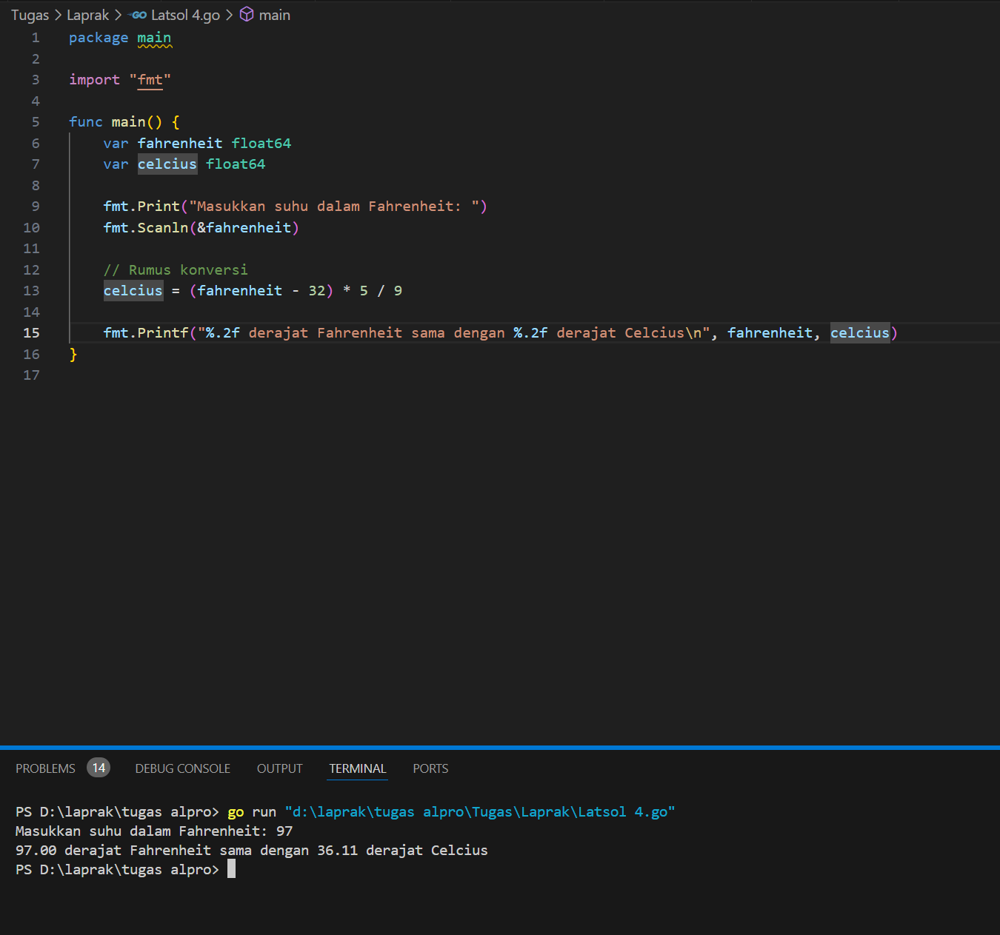 Tugas > Laprak > GO Latsol 4.go > main
1 package main
2
3 import "fmt"
4
5 func main() {
6 var fahrenheit float64
7 var celcius float64
8
9 fmt.Print("Masukkan suhu dalam Fahrenheit: ")
10 fmt.Scanln(&fahrenheit)
11
12 // Rumus konversi
13 celcius = (fahrenheit - 32) * 5 / 9
14
15 fmt.Printf("%.2f derajat Fahrenheit sama dengan %.2f derajat Celcius\n", fahrenheit, celcius)
16 }
17
PROBLEMS 14 DEBUG CONSOLE OUTPUT TERMINAL PORTS
PS D:\laprak\tugas alpro> go run "d:\laprak\tugas alpro\Tugas\Laprak\Latsol 4.go"
Masukkan suhu dalam Fahrenheit: 97
97.00 derajat Fahrenheit sama dengan 36.11 derajat Celcius
PS D:\laprak\tugas alpro>